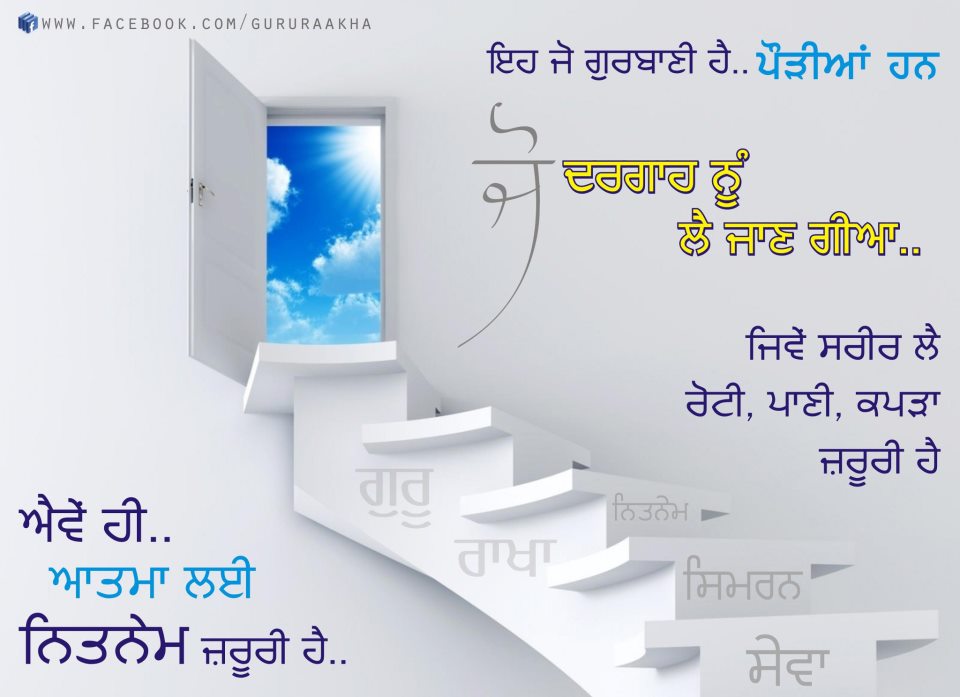 WWW.FACEBOOK.COM/GURURAAKHA
ਇਹ ਜੋ ਗੁਰਬਾਣੀ ਹੈ.. ਪੌੜੀਆਂ ਹਨ
ਜੋ ਦਰਗਾਹ ਨੂੰ
ਲੈ ਜਾਣ ਗੀਆ..
ਜਿਵੇਂ ਸਰੀਰ ਲੈ
ਰੋਟੀ, ਪਾਣੀ, ਕਪੜਾ
ਜ਼ਰੂਰੀ ਹੈ
ਐਵੇਂ ਹੀ..
ਆਤਮਾ ਲਈ
ਨਿਤਨੇਮ ਜ਼ਰੂਰੀ ਹੈ..
ਗੁਰੂ
ਰਾਖਾ
ਨਿਤਨੇਮ
ਸਿਮਰਨ
ਸੇਵਾ